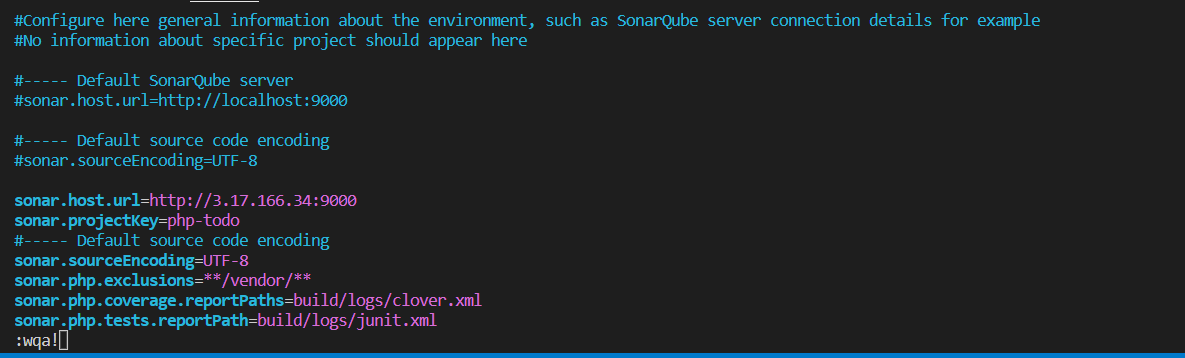 #Configure here general information about the environment, such as SonarQube server connection details for example
#No information about specific project should appear here
#----- Default SonarQube server
#sonar.host.url=http://localhost:9000
#----- Default source code encoding
#sonar.sourceEncoding=UTF-8
sonar.host.url=http://3.17.166.34:9000
sonar.projectKey=php-todo
#----- Default source code encoding
sonar.sourceEncoding=UTF-8
sonar.php.exclusions=**/vendor/**
sonar.php.coverage.reportPaths=build/logs/clover.xml
sonar.php.tests.reportPath=build/logs/junit.xml
:wqa!